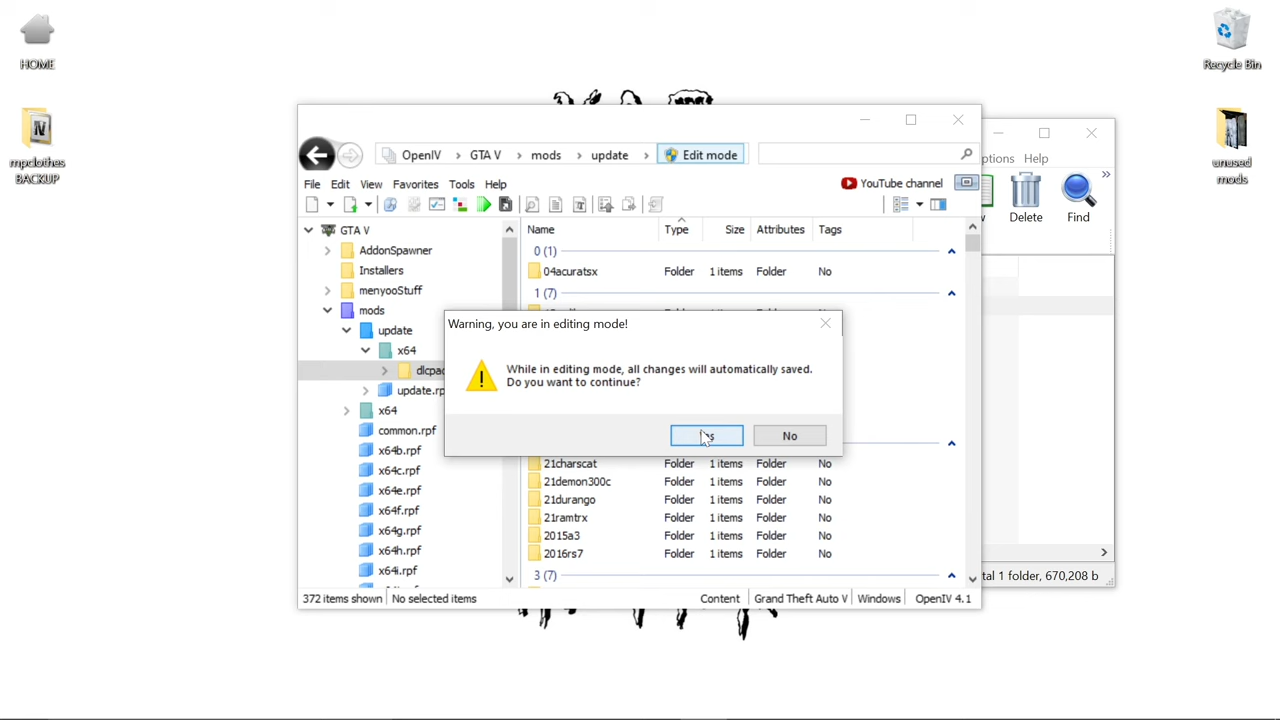 HOME
Recycle Bin
mpclothes
BACKUP
unused
mods
OpenIV
GTA V
mods
update
Edit mode
File Edit View Favorites Tools Help
YouTube channel
ptions Help
Delete
Find
GTA V
AddonSpawner
Installers
menyooStuff
mods
update
x64
dlcpac
update.rp
x64
common.rpf
x64b.rpf
x64c.rpf
x64e.rpf
x64f.rpf
x64g.rpf
x64h.rpf
x64i.rpf
Name Type Size Attributes Tags
0 (1)
04acuratsx Folder 1 items Folder No
1 (7)
Warning, you are in editing mode!
While in editing mode, all changes will automatically saved.
Do you want to continue?
No
21charscat Folder 1 items Folder No
21demon300c Folder 1 items Folder No
21durango Folder 1 items Folder No
21ramtrx Folder 1 items Folder No
2015a3 Folder 1 items Folder No
2016rs7 Folder 1 items Folder No
3 (7)
372 items shown No selected items Content Grand Theft Auto V Windows OpenIV 4.1
tal 1 folder, 670,208 b